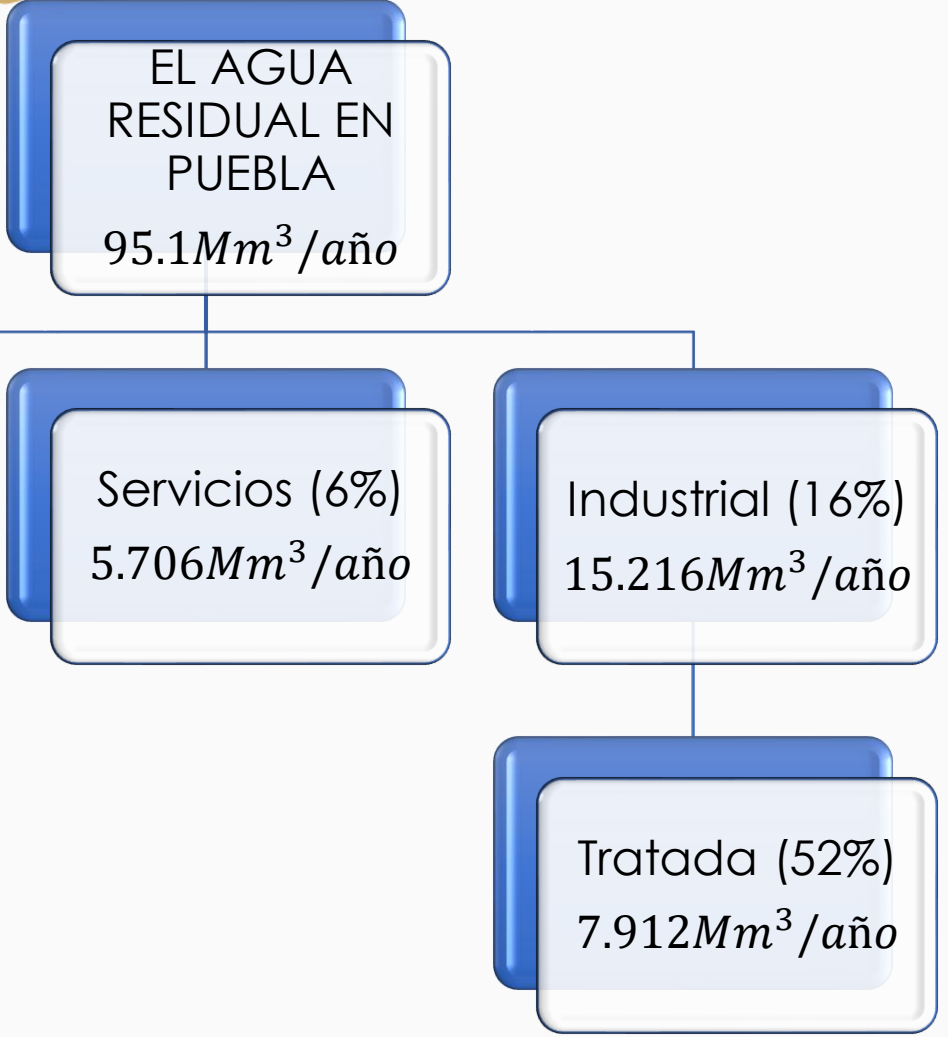 EL AGUA
RESIDUAL EN
PUEBLA
95.1Mm³/año
Servicios (6%)
5.706Mm³/año
Industrial (16%)
15.216Mm³/año
Tratada (52%)
7.912Mm³/año